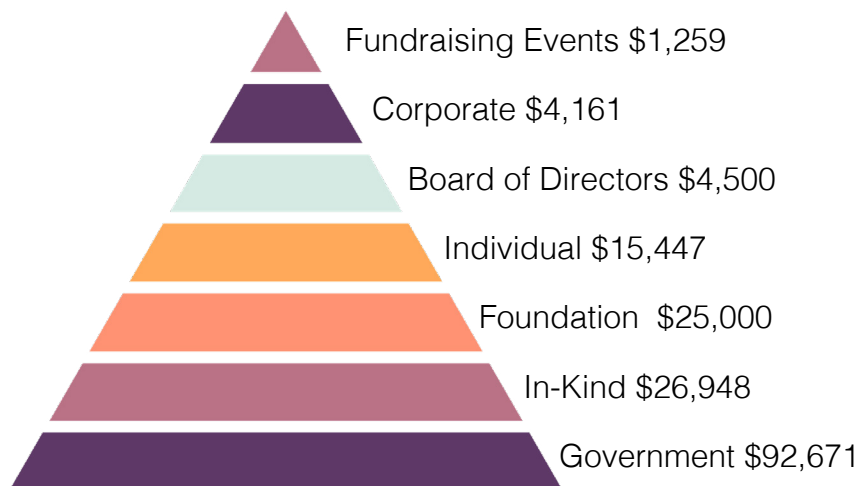 Fundraising Events $1,259
Corporate $4,161
Board of Directors $4,500
Individual $15,447
Foundation  $25,000
In-Kind $26,948
Government $92,671